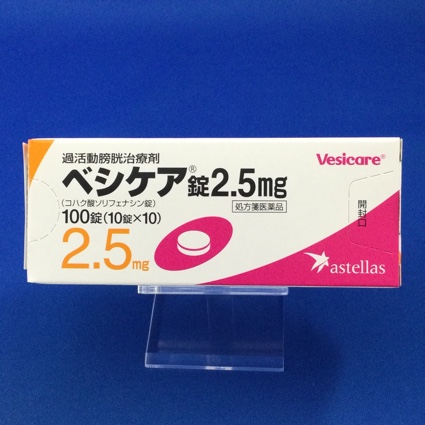 過活動膀胱治療剤
Vesicare®
ベシケア®錠2.5mg
(コハク酸ソリフェナシン錠)
処方箋医薬品
100錠(10錠×10)
2.5mg
開封口
astellas